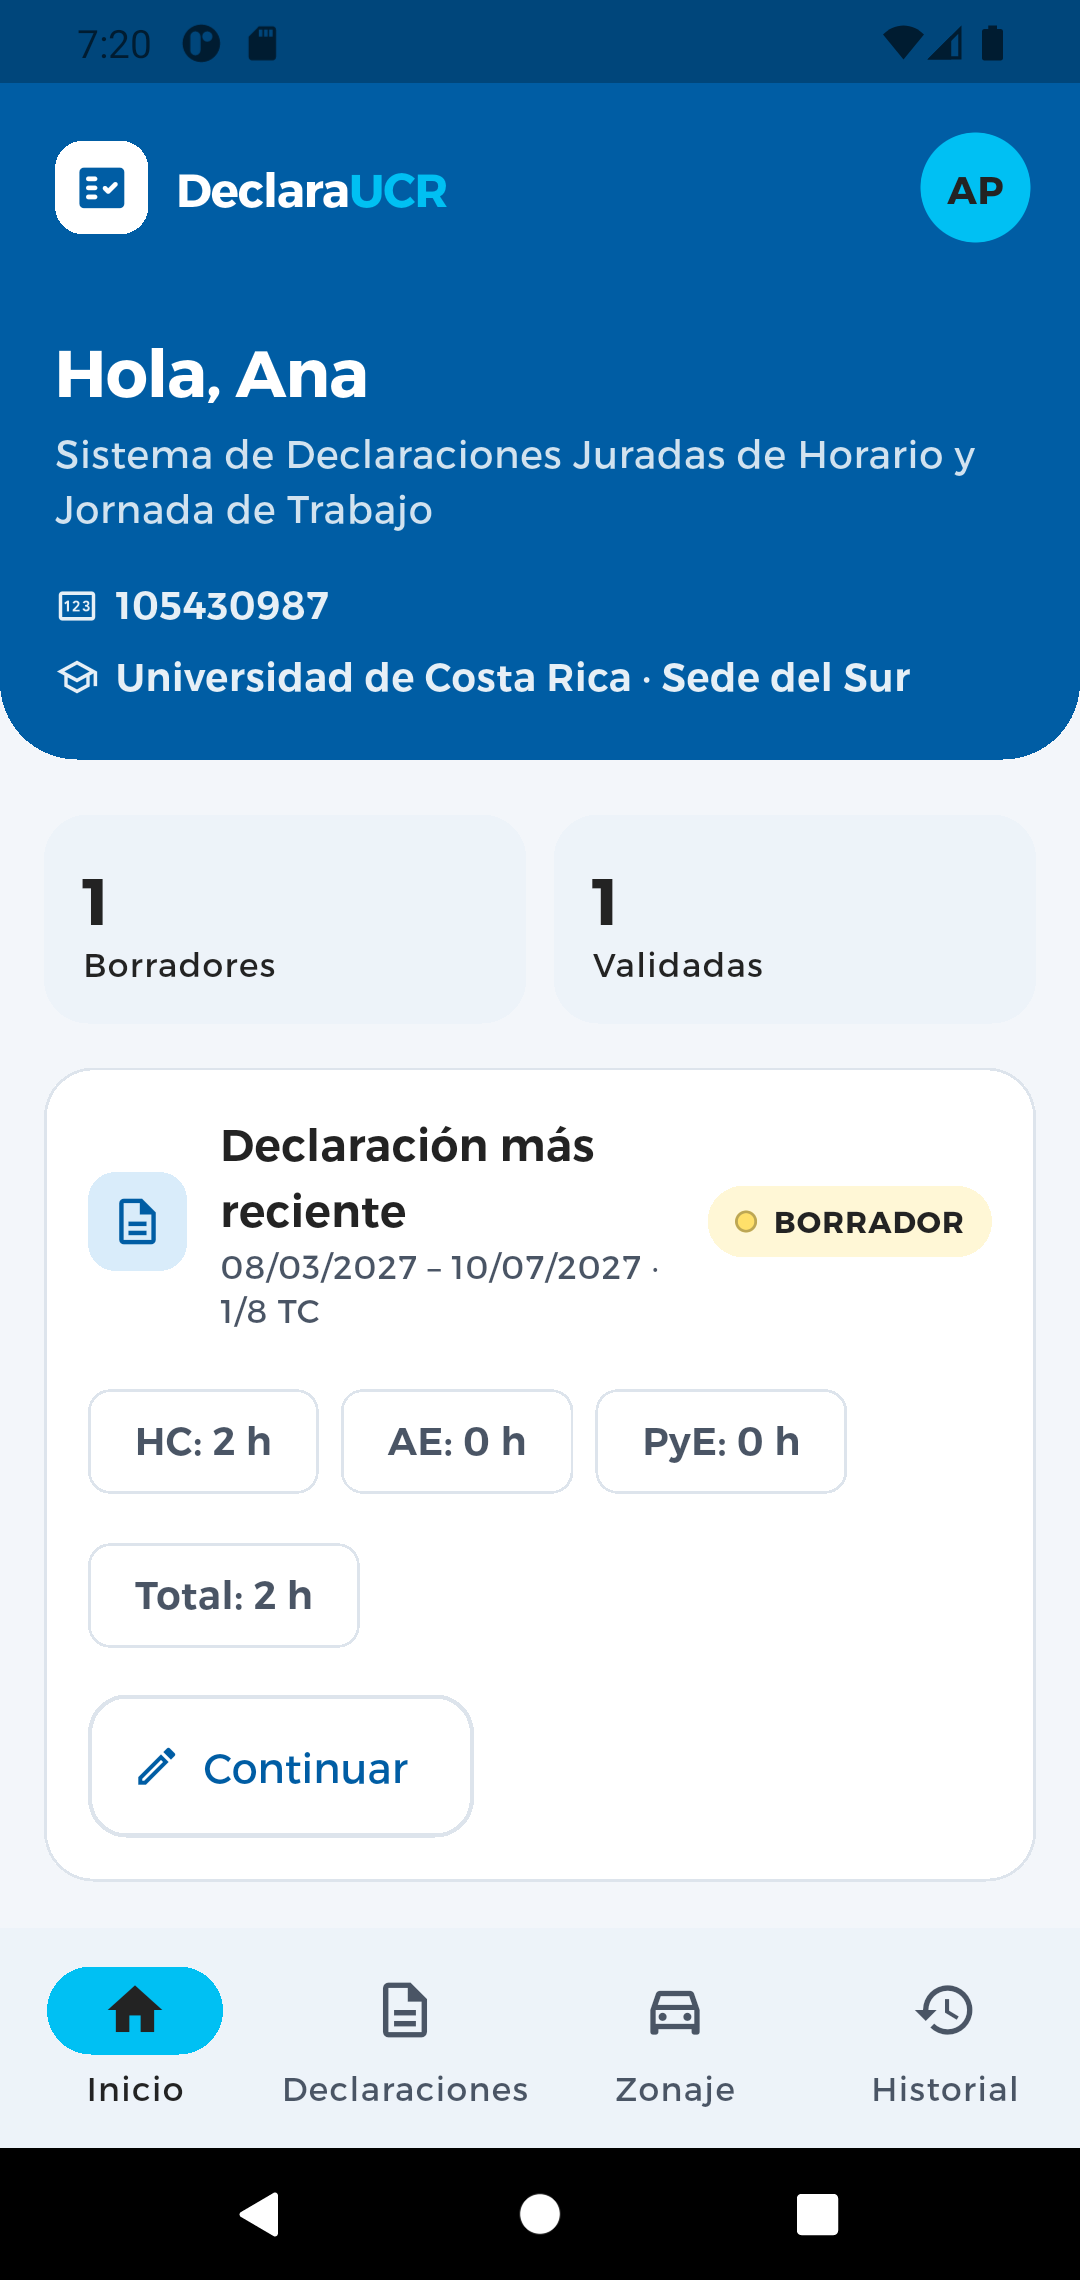 7:20
DeclaraUCR
AP
Hola, Ana
Sistema de Declaraciones Juradas de Horario y
Jornada de Trabajo
123
105430987
Universidad de Costa Rica · Sede del Sur
1
Borradores
1
Validadas
Declaración más
reciente
08/03/2027 – 10/07/2027 ·
1/8 TC
BORRADOR
HC: 2 h
AE: 0 h
PyE: 0 h
Total: 2 h
Continuar
Inicio
Declaraciones
Zonaje
Historial